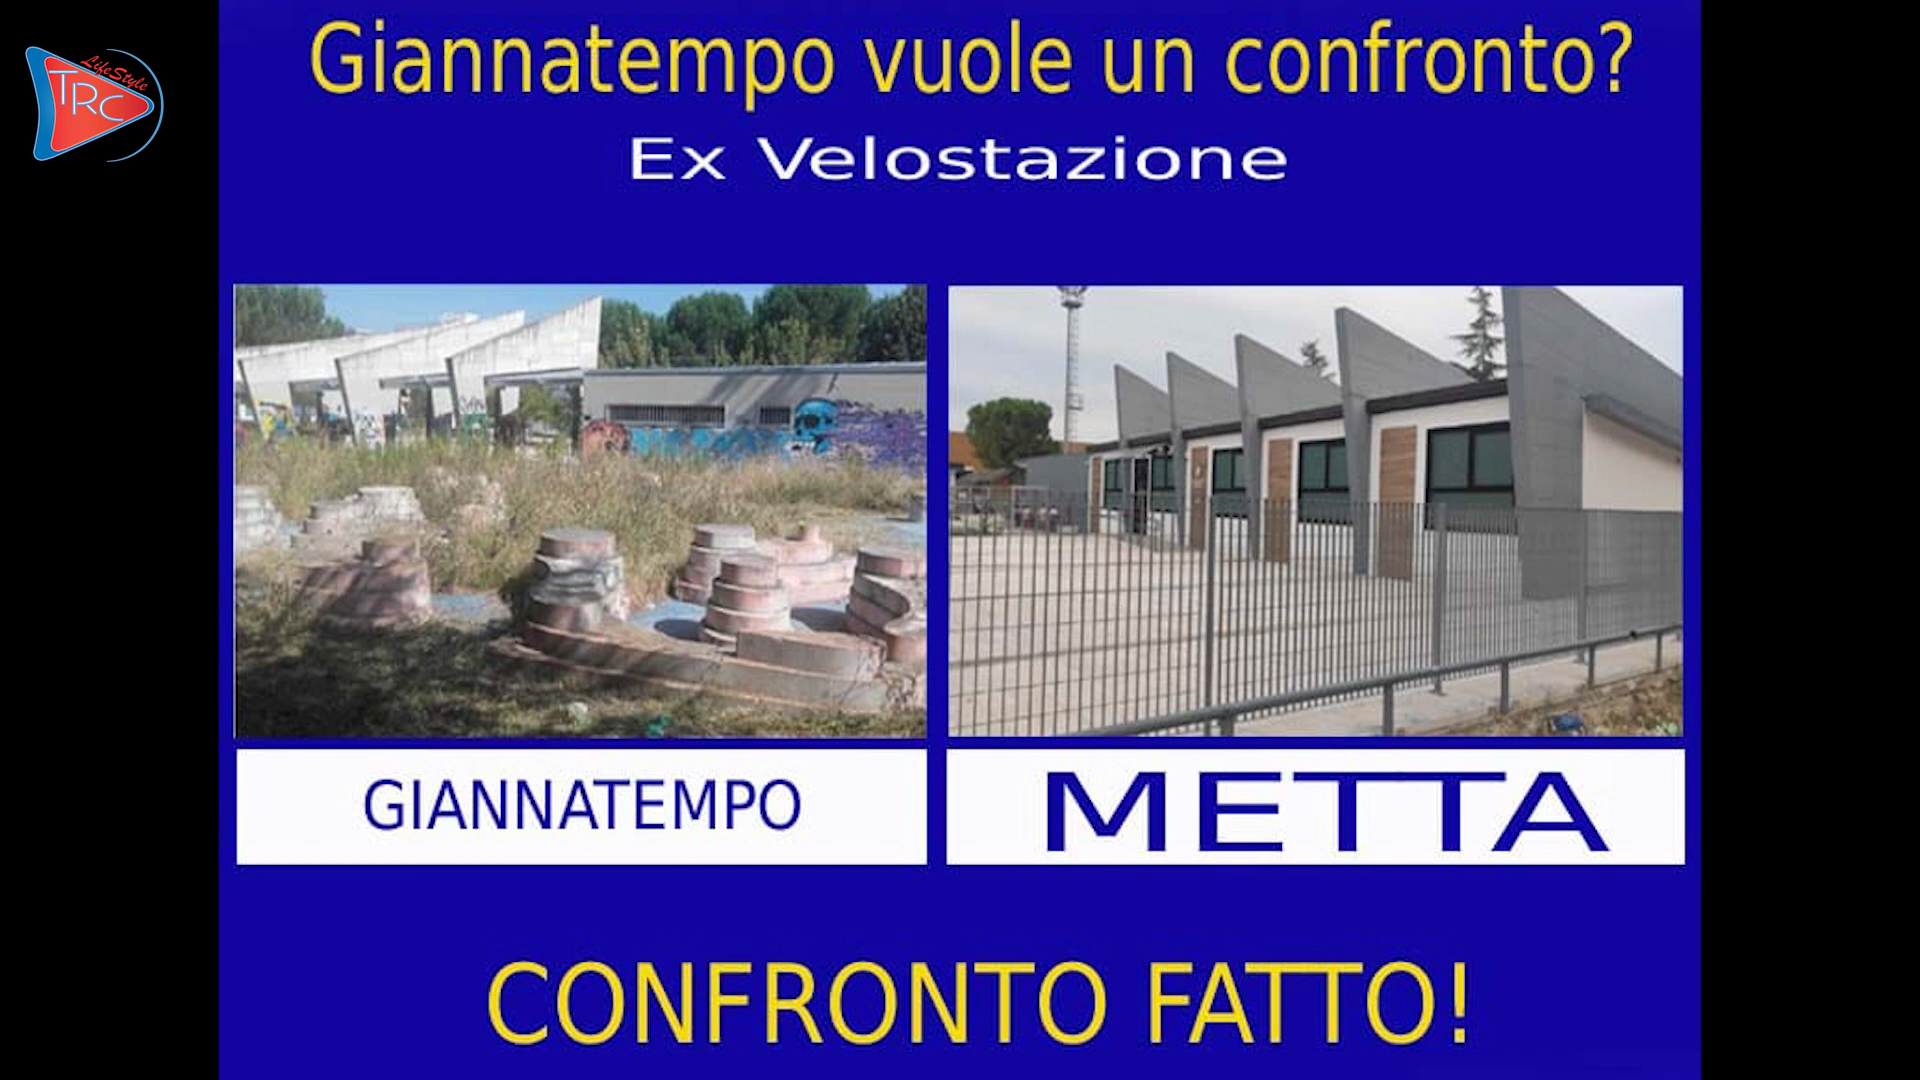 LifeStyle
TRC
Giannatempo vuole un confronto?
Ex Velostazione
GIANNATEMPO
METTA
CONFRONTO FATTO!